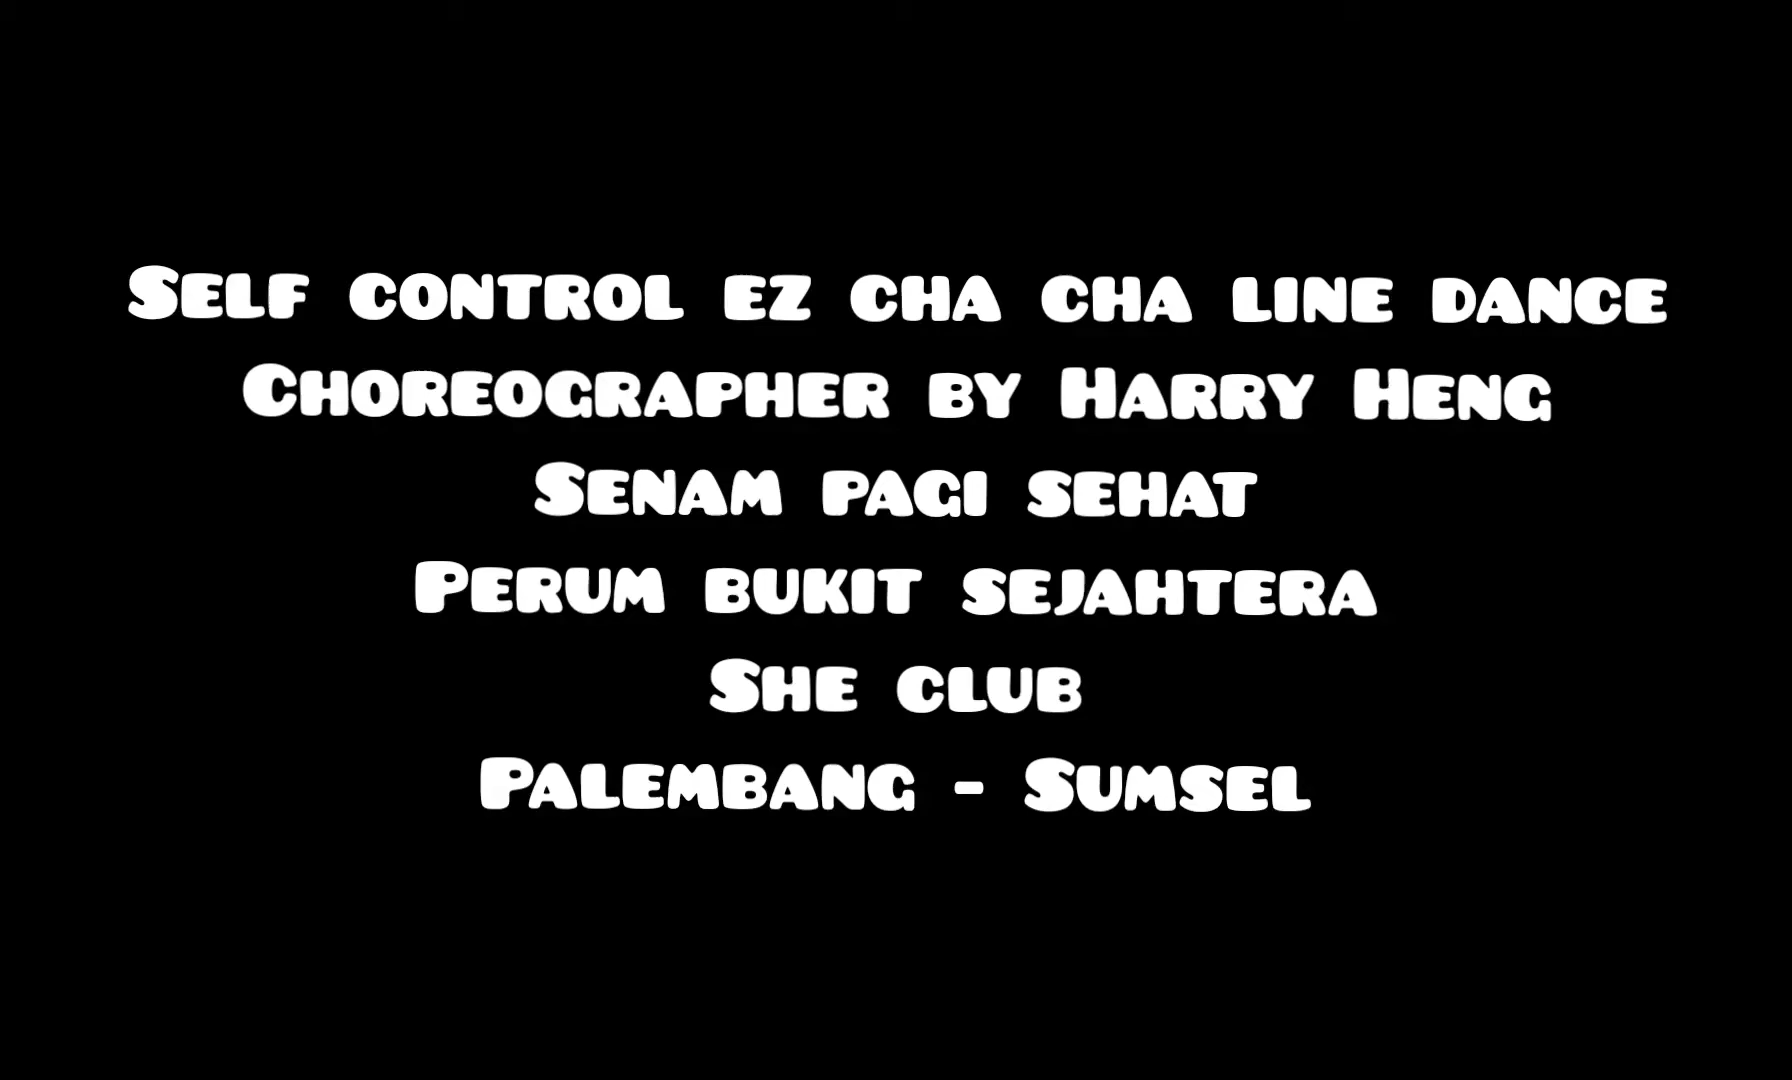 Self control ez cha cha line dance
Choreographer by Harry Heng
Senam pagi sehat
Perum bukit sejahtera
She club
Palembang - Sumsel